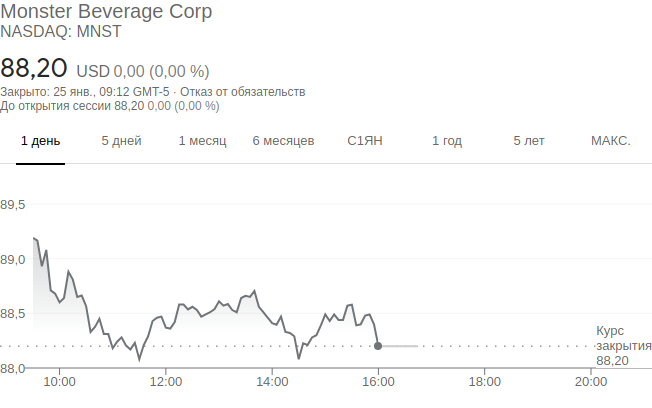 Monster Beverage Corp
NASDAQ: MNST
88,20 USD 0,00 (0,00 %)
Закрыто: 25 янв., 09:12 GMT-5 · Отказ от обязательств
До открытия сессии 88,20 0,00 (0,00 %)
1 день 5 дней 1 месяц 6 месяцев С1ЯН 1 год 5 лет МАКС.
89,5
89,0
88,5
Курс
закрытия
88,20
88,0
10:00 12:00 14:00 16:00 18:00 20:00